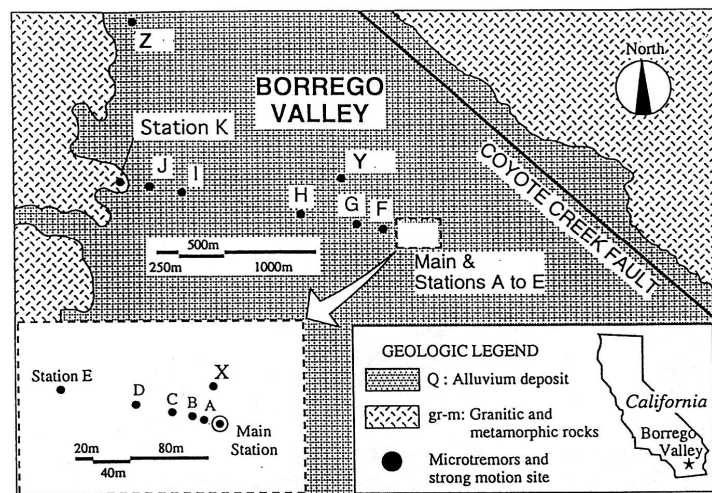 Z
North
BORREGO
VALLEY
Station K
J
I
Y
H
G
F
COYOTE CREEK FAULT
500m
250m
1000m
Main &
Stations A to E
Station E
D
C
B
A
X
Main
Station
20m
80m
40m
GEOLOGIC LEGEND
Q : Alluvium deposit
gr-m: Granitic and
metamorphic rocks
Microtremors and
strong motion site
California
Borrego
Valley